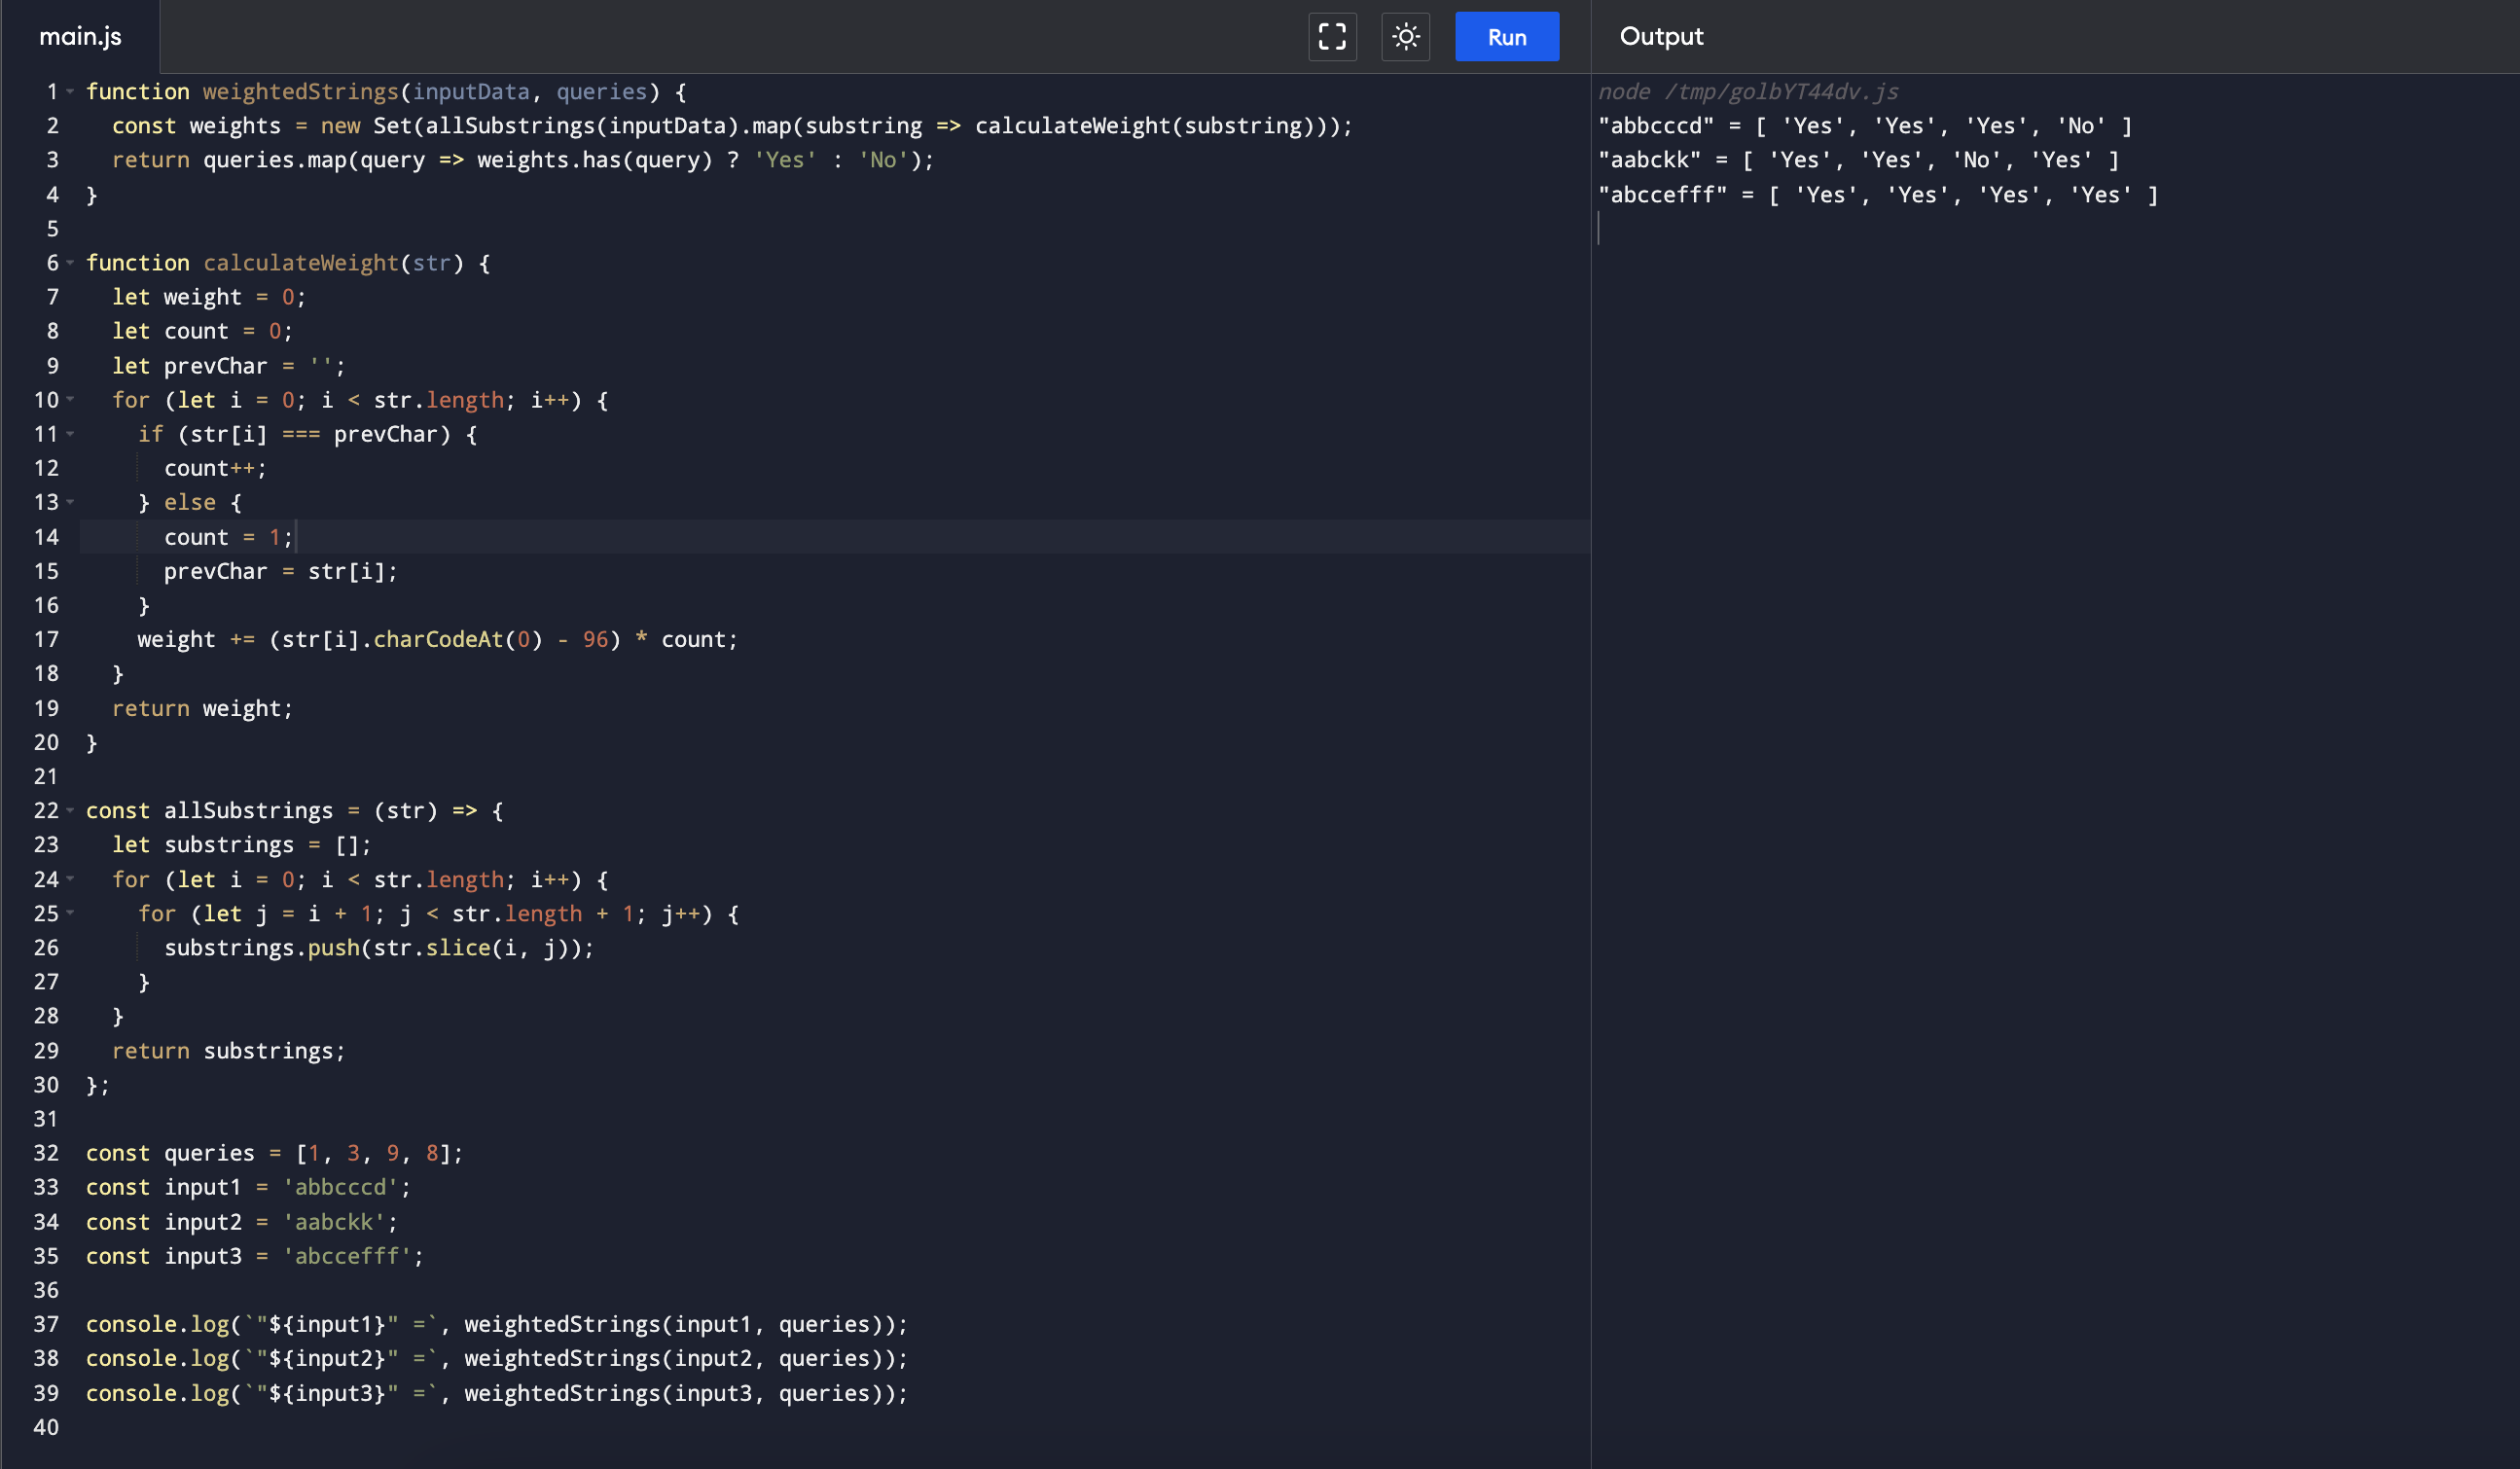 main.js
Run
Output
1 function weightedStrings(inputData, queries) {
2   const weights = new Set(allSubstrings(inputData).map(substring => calculateWeight(substring)));
3   return queries.map(query => weights.has(query) ? 'Yes' : 'No');
4 }
5
6 function calculateWeight(str) {
7   let weight = 0;
8   let count = 0;
9   let prevChar = '';
10   for (let i = 0; i < str.length; i++) {
11     if (str[i] === prevChar) {
12       count++;
13     } else {
14       count = 1;
15       prevChar = str[i];
16     }
17     weight += (str[i].charCodeAt(0) - 96) * count;
18   }
19   return weight;
20 }
21
22 const allSubstrings = (str) => {
23   let substrings = [];
24   for (let i = 0; i < str.length; i++) {
25     for (let j = i + 1; j < str.length + 1; j++) {
26       substrings.push(str.slice(i, j));
27     }
28   }
29   return substrings;
30 };
31
32 const queries = [1, 3, 9, 8];
33 const input1 = 'abbcccd';
34 const input2 = 'aabckk';
35 const input3 = 'abccefff';
36
37 console.log(`"${input1}" =`, weightedStrings(input1, queries));
38 console.log(`"${input2}" =`, weightedStrings(input2, queries));
39 console.log(`"${input3}" =`, weightedStrings(input3, queries));
40
node /tmp/golbYT44dv.js
"abbcccd" = [ 'Yes', 'Yes', 'Yes', 'No' ]
"aabckk" = [ 'Yes', 'Yes', 'No', 'Yes' ]
"abccefff" = [ 'Yes', 'Yes', 'Yes', 'Yes' ]